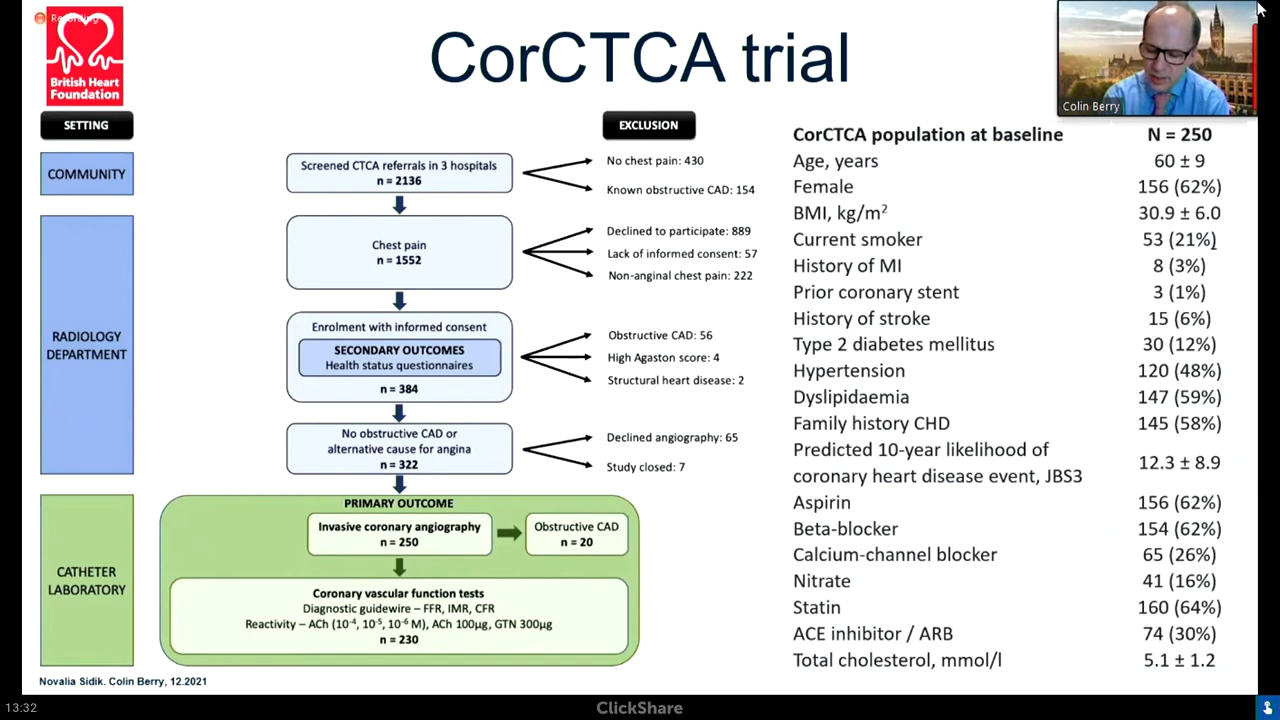 Recording
British Heart
Foundation
CorCTCA trial
Colin Berry
SETTING
EXCLUSION
COMMUNITY
Screened CTCA referrals in 3 hospitals
n = 2136
No chest pain: 430
Known obstructive CAD: 154
RADIOLOGY
DEPARTMENT
Chest pain
n = 1552
Declined to participate: 889
Lack of informed consent: 57
Non-anginal chest pain: 222
Enrolment with informed consent
SECONDARY OUTCOMES
Health status questionnaires
n = 384
Obstructive CAD: 56
High Agaston score: 4
Structural heart disease: 2
No obstructive CAD or
alternative cause for angina
n = 322
Declined angiography: 65
Study closed: 7
CATHETER
LABORATORY
PRIMARY OUTCOME
Invasive coronary angiography
n = 250
Obstructive CAD
n = 20
Coronary vascular function tests
Diagnostic guidewire – FFR, IMR, CFR
Reactivity – ACh (10⁻⁴, 10⁻⁵, 10⁻⁶ M), ACh 100µg, GTN 300µg
n = 230
CorCTCA population at baseline N = 250
Age, years 60 ± 9
Female 156 (62%)
BMI, kg/m² 30.9 ± 6.0
Current smoker 53 (21%)
History of MI 8 (3%)
Prior coronary stent 3 (1%)
History of stroke 15 (6%)
Type 2 diabetes mellitus 30 (12%)
Hypertension 120 (48%)
Dyslipidaemia 147 (59%)
Family history CHD 145 (58%)
Predicted 10-year likelihood of
coronary heart disease event, JBS3 12.3 ± 8.9
Aspirin 156 (62%)
Beta-blocker 154 (62%)
Calcium-channel blocker 65 (26%)
Nitrate 41 (16%)
Statin 160 (64%)
ACE inhibitor / ARB 74 (30%)
Total cholesterol, mmol/l 5.1 ± 1.2
Novalia Sidik. Colin Berry, 12.2021
13:32
ClickShare